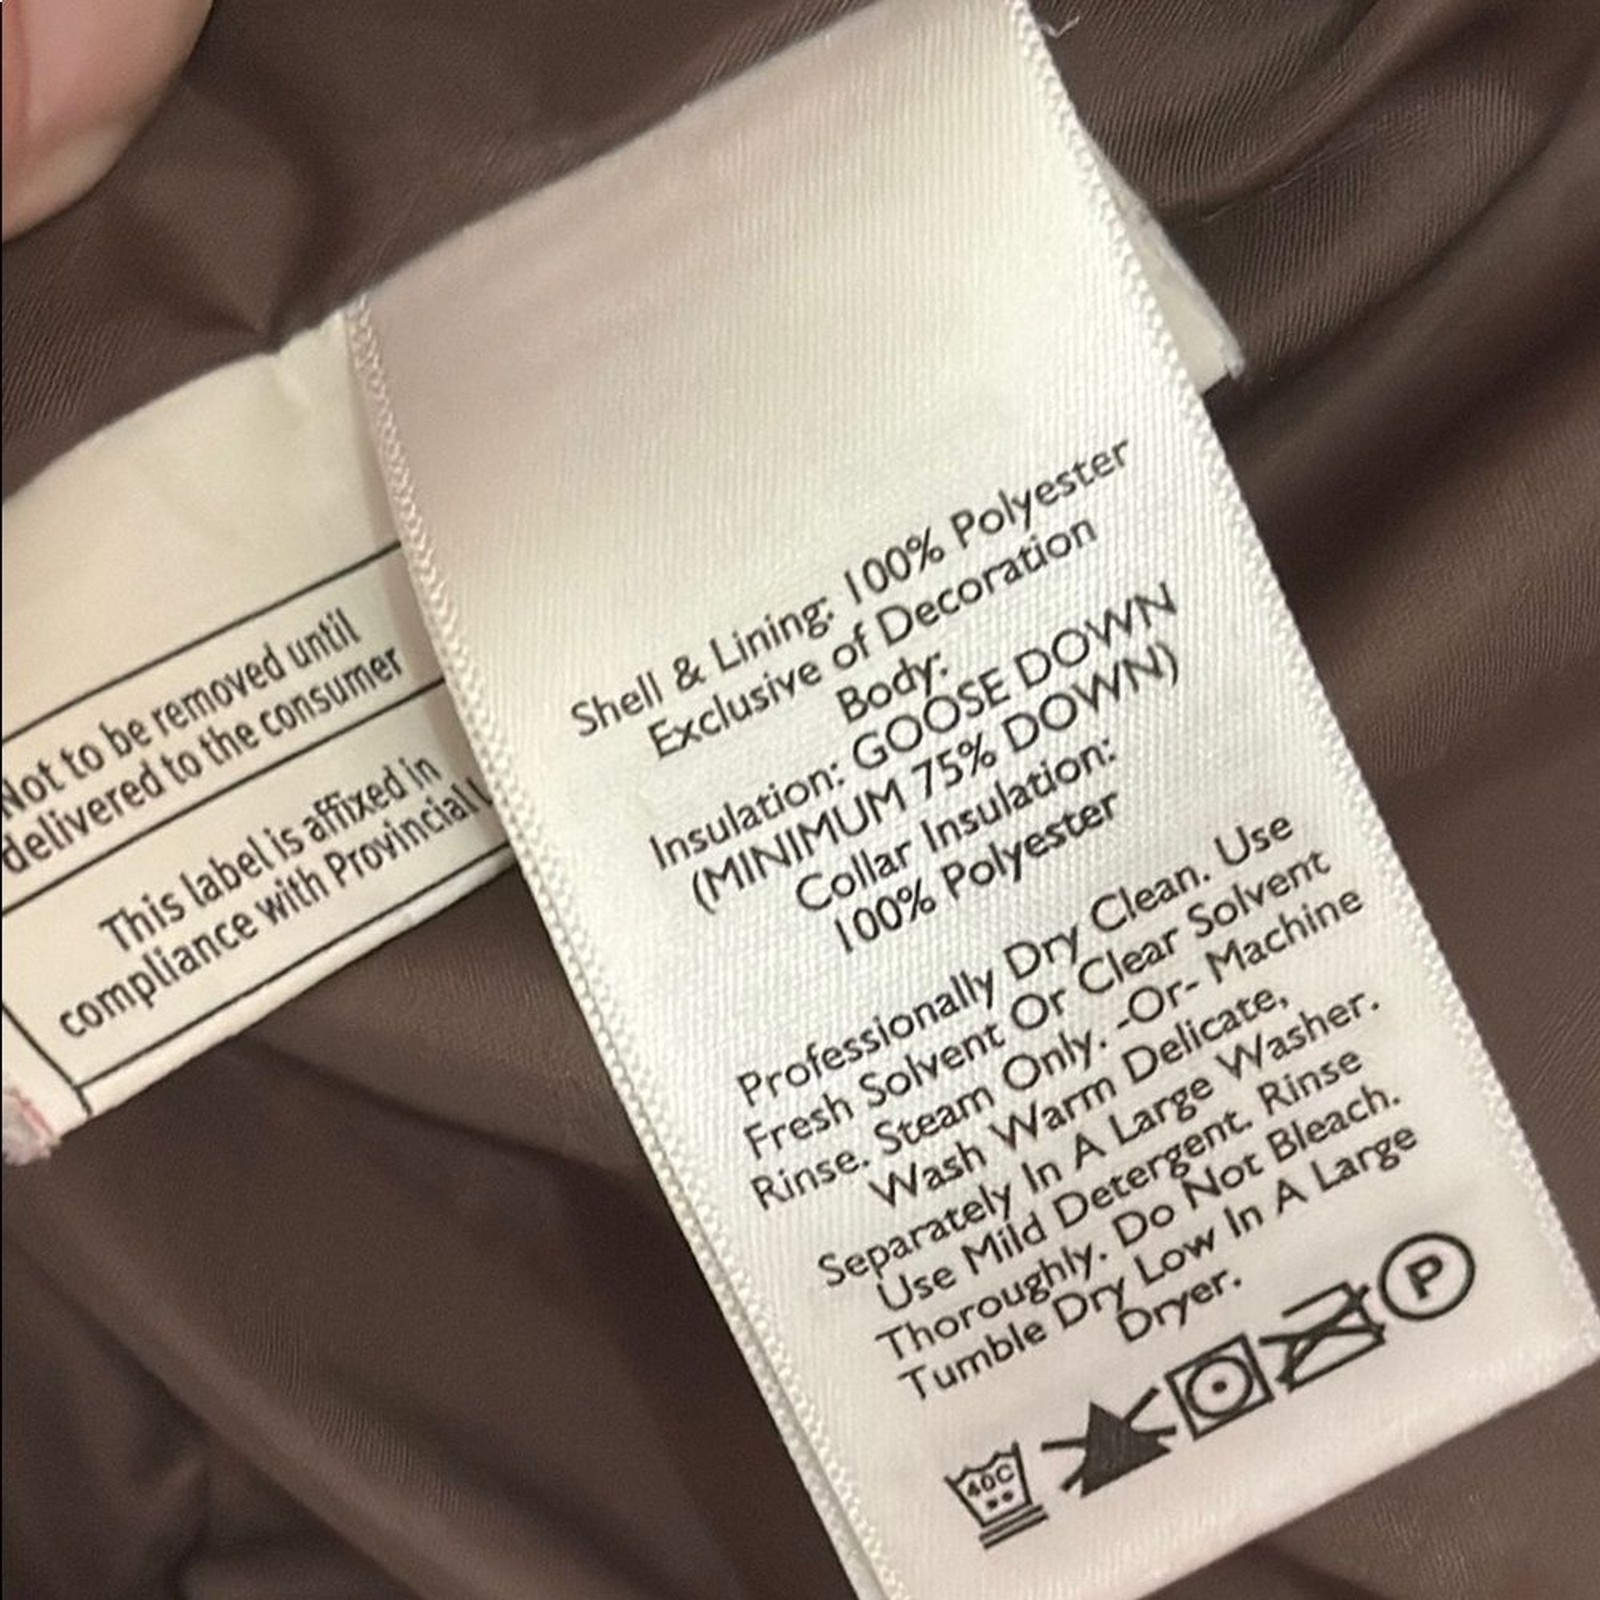 Not to be removed until
delivered to the consumer
This label is affixed in
compliance with Provincial
Shell & Lining: 100% Polyester
Exclusive of Decoration
Body:
Insulation: GOOSE DOWN
(MINIMUM 75% DOWN)
Collar Insulation:
100% Polyester
Professionally Dry Clean. Use
Fresh Solvent Or Clear Solvent
Rinse. Steam Only. -Or- Machine
Wash Warm Delicate,
Separately In A Large Washer.
Use Mild Detergent. Rinse
Thoroughly. Do Not Bleach.
Tumble Dry Low In A Large
Dryer.
40C
P